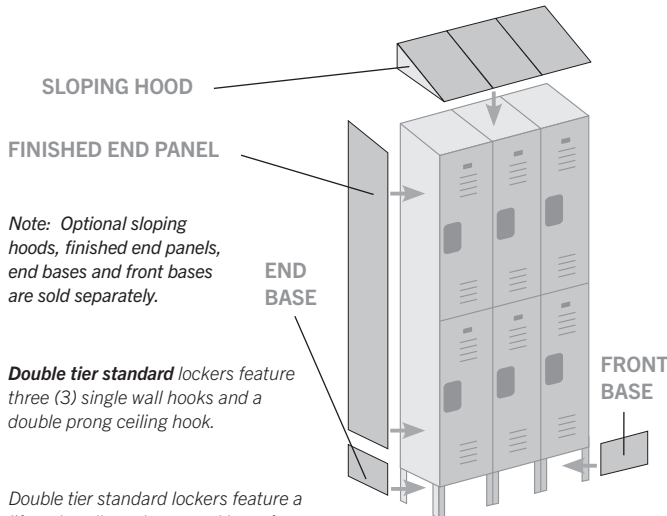 SLOPING HOOD
FINISHED END PANEL
Note: Optional sloping
hoods, finished end panels,
end bases and front bases
are sold separately.
END
BASE
Double tier standard lockers feature
three (3) single wall hooks and a
double prong ceiling hook.
FRONT
BASE
Double tier standard lockers feature a